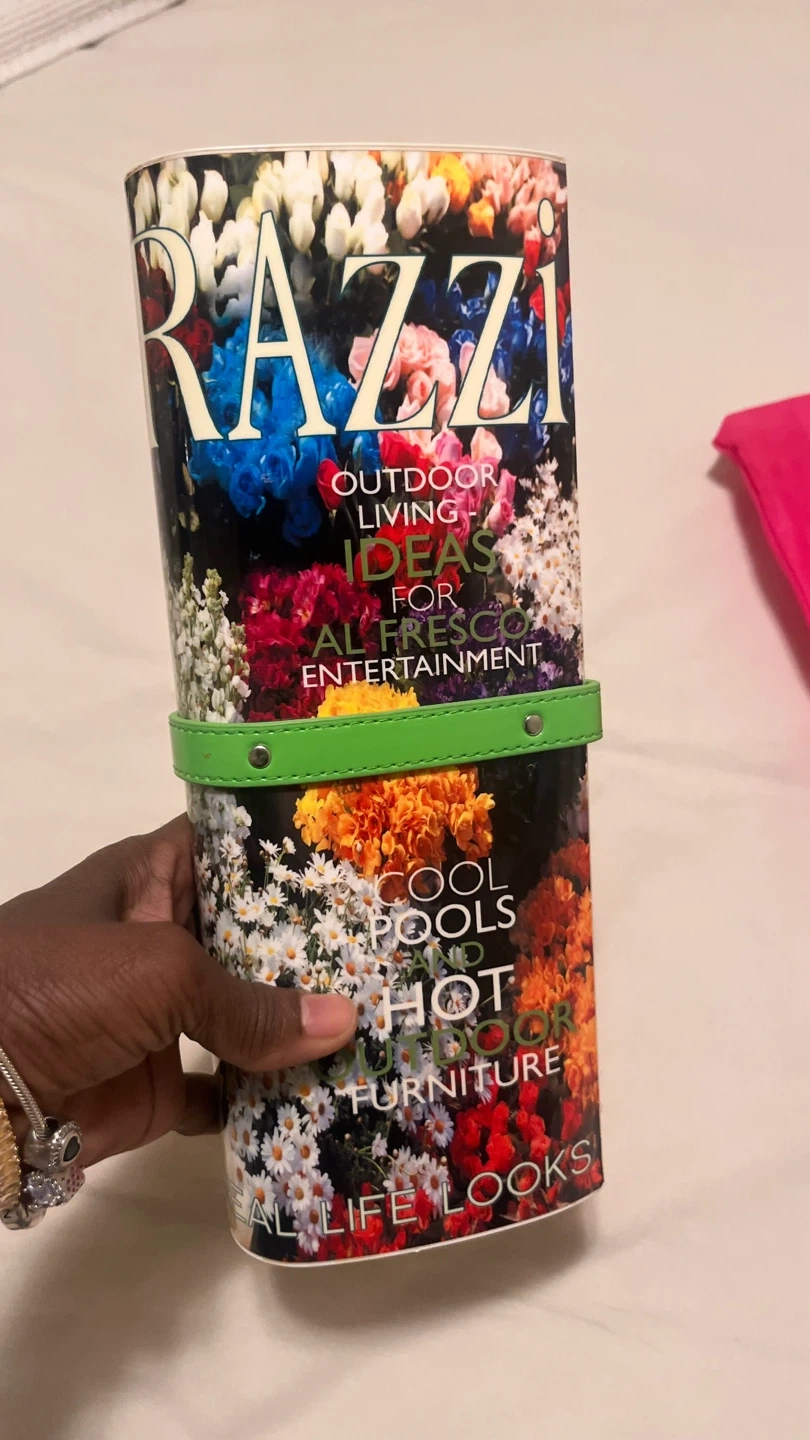 RAZZi
OUTDOOR
LIVING -
IDEAS
FOR
AL FRESCO
ENTERTAINMENT
COOL
POOLS
AND
HOT
OUTDOOR
FURNITURE
EAL LIFE LOOKS